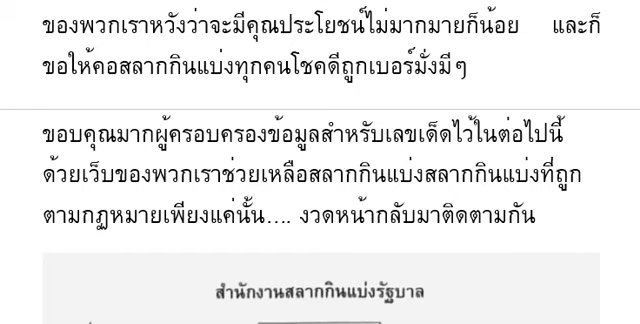 ของพวกเราหวังว่าจะมีคุณประโยชน์ไม่มากมายก็น้อย และก็
ขอให้คอสลากกินแบ่งทุกคนโชคดีถูกเบอร์มั่งมีๆ
ขอบคุณมากผู้ครอบครองข้อมูลสำหรับเลขเด็ดไว้ในต่อไปนี้
ด้วยเว็บของพวกเราช่วยเหลือสลากกินแบ่งสลากกินแบ่งที่ถูก
ตามกฎหมายเพียงแค่นั้น.... งวดหน้ากลับมาติดตามกัน
สำนักงานสลากกินแบ่งรัฐบาล